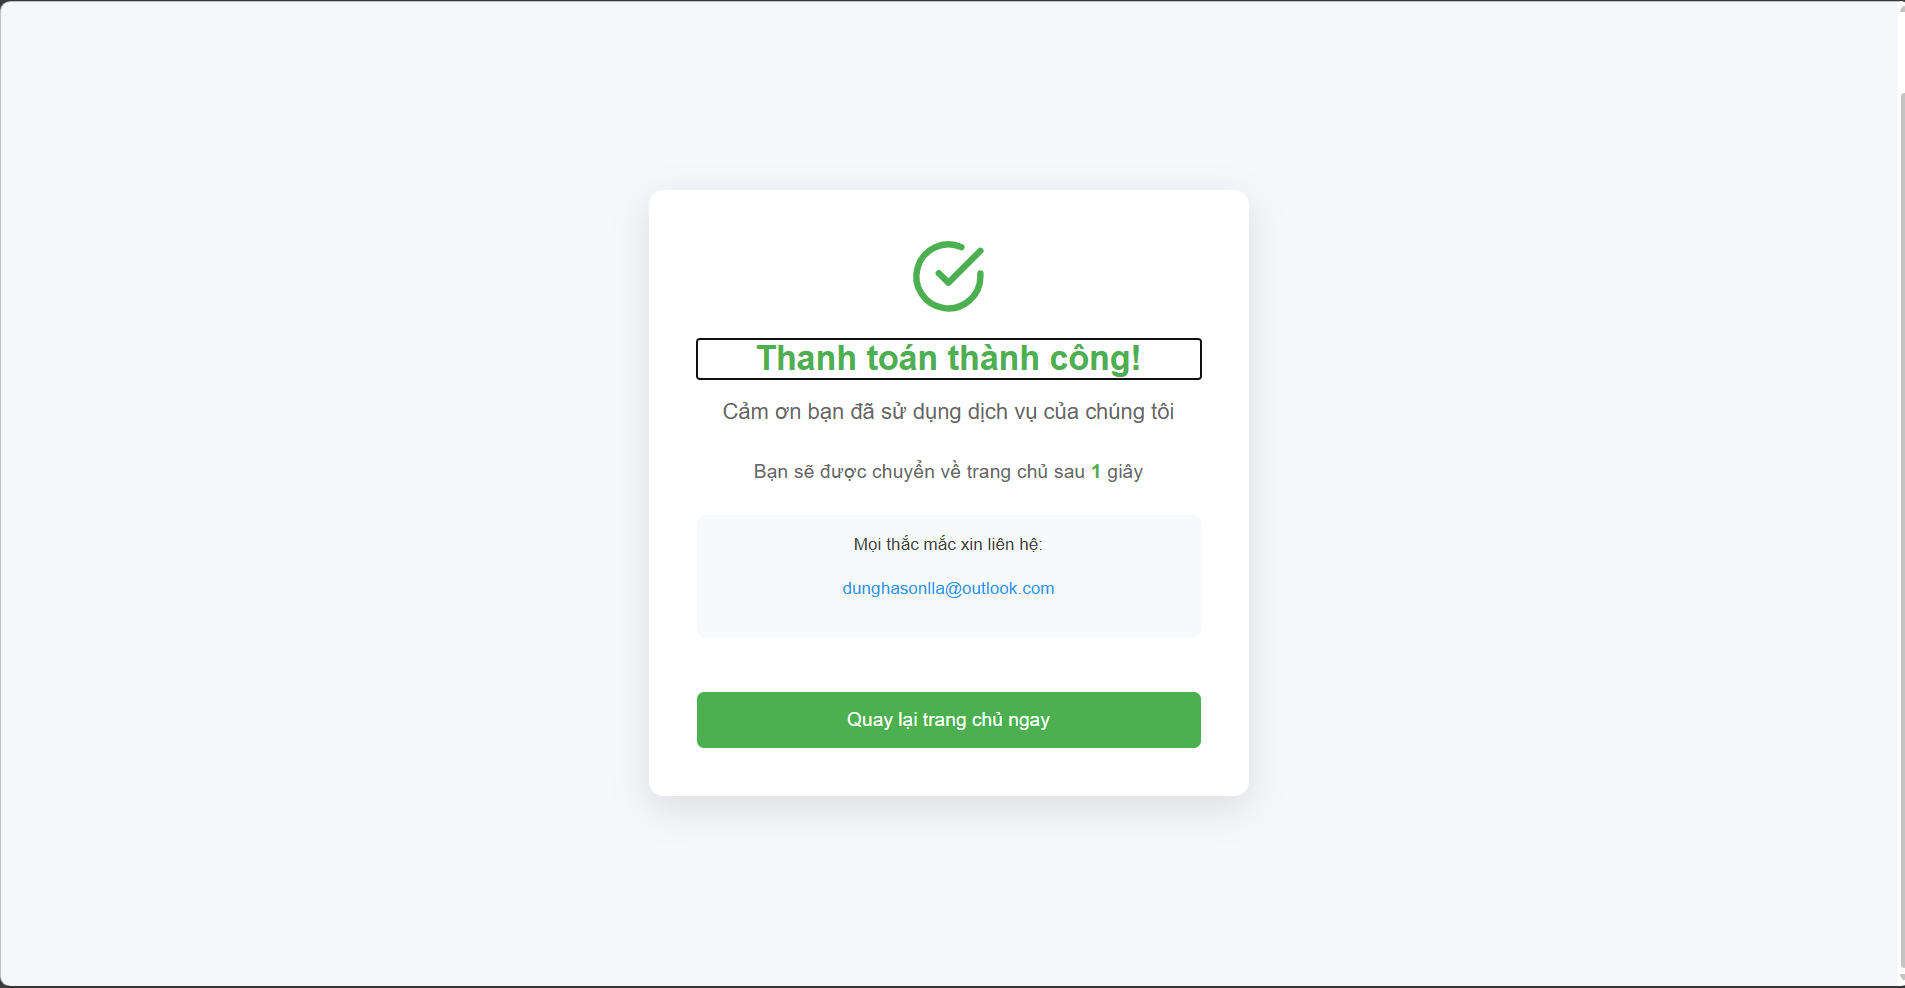 Thanh toán thành công!
Cảm ơn bạn đã sử dụng dịch vụ của chúng tôi
Bạn sẽ được chuyển về trang chủ sau 1 giây
Mọi thắc mắc xin liên hệ:
dunghasonlla@outlook.com
Quay lại trang chủ ngay